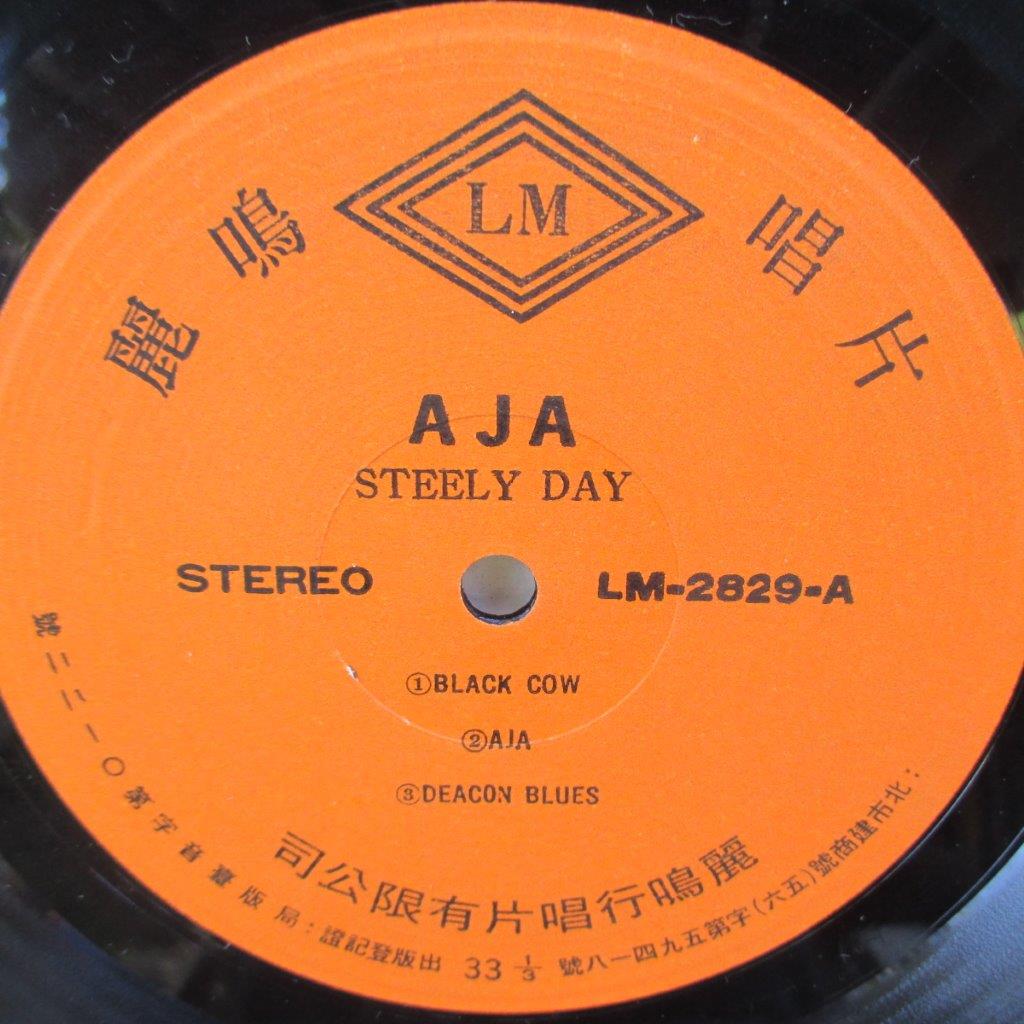 麗鳴唱片
LM
AJA
STEELY DAY
STEREO
LM-2829-A
①BLACK COW
②AJA
③DEACON BLUES
麗鳴行唱片有限公司
：北市建商號(六五)字第五九四一八號
33 1/3
出版登記證：局版臺音字第〇一二二號